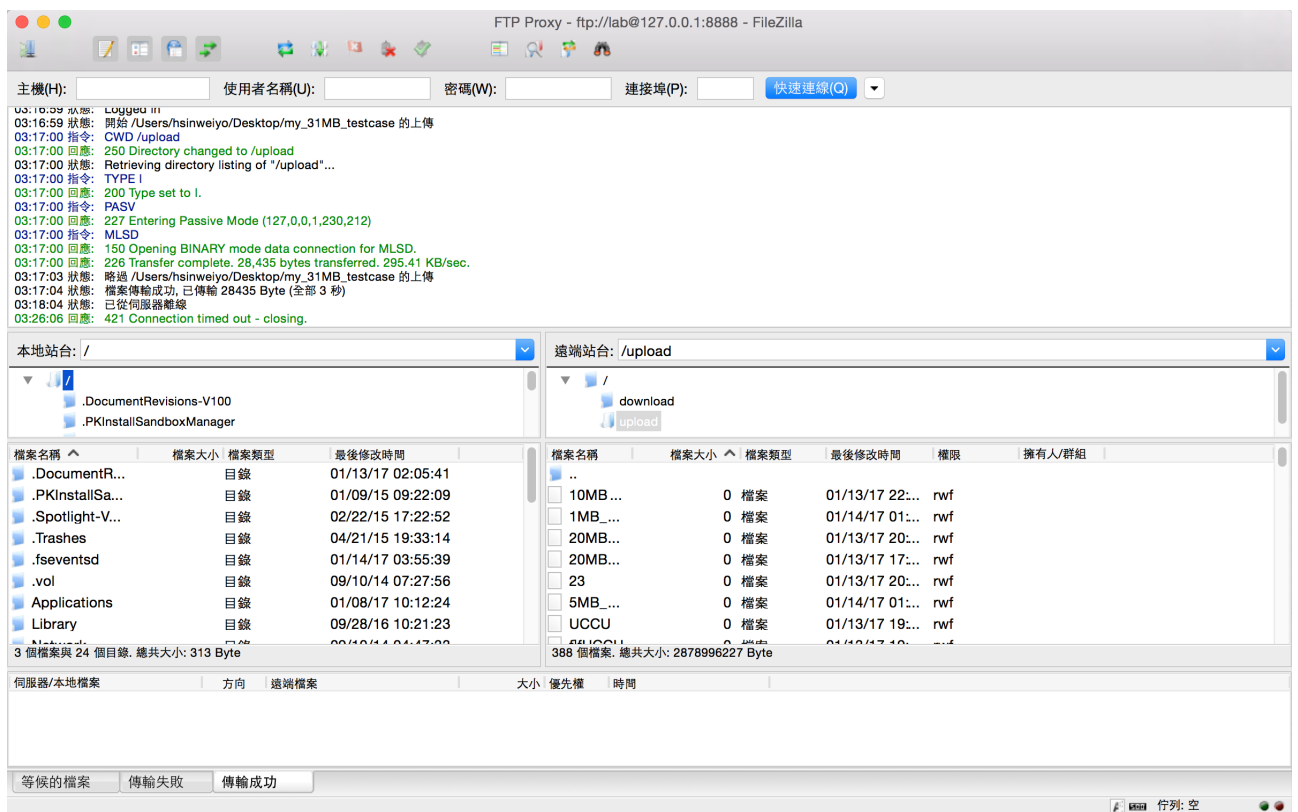 FTP Proxy - ftp://lab@127.0.0.1:8888 - FileZilla
主機(H): 使用者名稱(U): 密碼(W): 連接埠(P): 快速連線(Q)
03:16:59 狀態: Logged in
03:16:59 狀態: 開始 /Users/hsinweiyo/Desktop/my_31MB_testcase 的上傳
03:17:00 指令: CWD /upload
03:17:00 回應: 250 Directory changed to /upload
03:17:00 狀態: Retrieving directory listing of "/upload"...
03:17:00 指令: TYPE I
03:17:00 回應: 200 Type set to I.
03:17:00 指令: PASV
03:17:00 回應: 227 Entering Passive Mode (127,0,0,1,230,212)
03:17:00 指令: MLSD
03:17:00 回應: 150 Opening BINARY mode data connection for MLSD.
03:17:00 回應: 226 Transfer complete. 28,435 bytes transferred. 295.41 KB/sec.
03:17:03 狀態: 略過 /Users/hsinweiyo/Desktop/my_31MB_testcase 的上傳
03:17:04 狀態: 檔案傳輸成功, 已傳輸 28435 Byte (全部 3 秒)
03:18:04 狀態: 已從伺服器離線
03:26:06 回應: 421 Connection timed out - closing.
本地站台: /
/
.DocumentRevisions-V100
.PKInstallSandboxManager
檔案名稱 檔案大小 檔案類型 最後修改時間
.DocumentR... 目錄 01/13/17 02:05:41
.PKInstallSa... 目錄 01/09/15 09:22:09
.Spotlight-V... 目錄 02/22/15 17:22:52
.Trashes 目錄 04/21/15 19:33:14
.fseventsd 目錄 01/14/17 03:55:39
.vol 目錄 09/10/14 07:27:56
Applications 目錄 01/08/17 10:12:24
Library 目錄 09/28/16 10:21:23
3 個檔案與 24 個目錄. 總共大小: 313 Byte
遠端站台: /upload
/
download
upload
檔案名稱 檔案大小 檔案類型 最後修改時間 權限 擁有人/群組
..
10MB... 0 檔案 01/13/17 22:... rwf
1MB_... 0 檔案 01/14/17 01:... rwf
20MB... 0 檔案 01/13/17 20:... rwf
20MB... 0 檔案 01/13/17 17:... rwf
23 0 檔案 01/13/17 20:... rwf
5MB_... 0 檔案 01/14/17 01:... rwf
UCCU 0 檔案 01/13/17 19:... rwf
388 個檔案. 總共大小: 2878996227 Byte
伺服器/本地檔案 方向 遠端檔案 大小 優先權 時間
等候的檔案 傳輸失敗 傳輸成功
佇列: 空